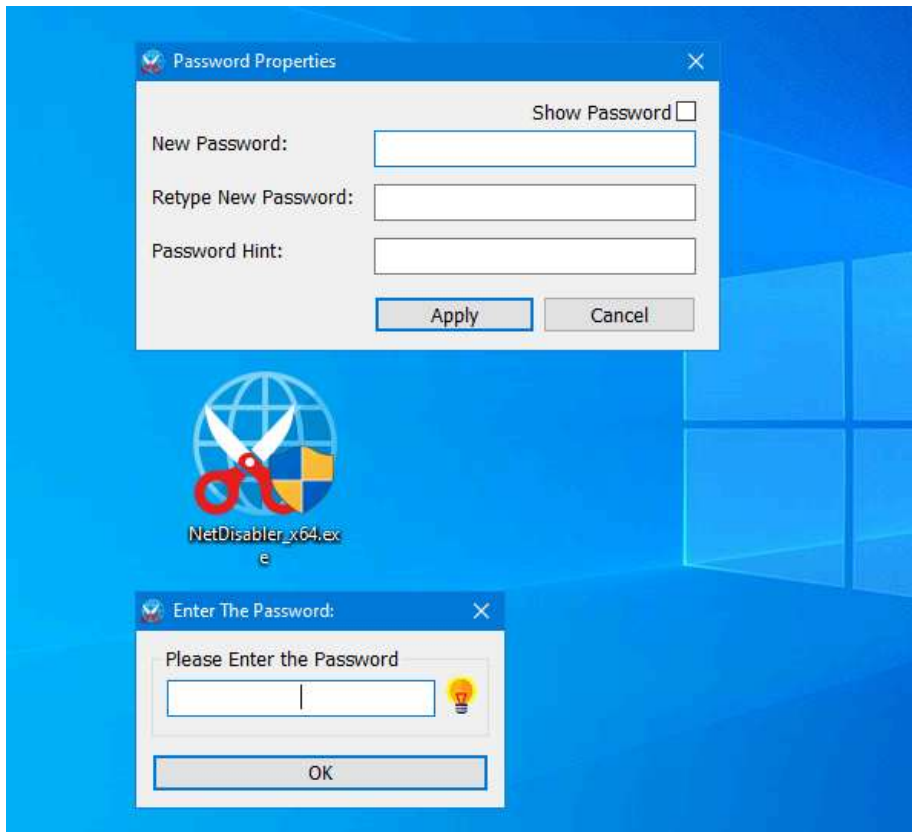 Password Properties
Show Password
New Password:
Retype New Password:
Password Hint:
Apply Cancel
NetDisabler_x64.ex
e
Enter The Password:
Please Enter the Password
OK